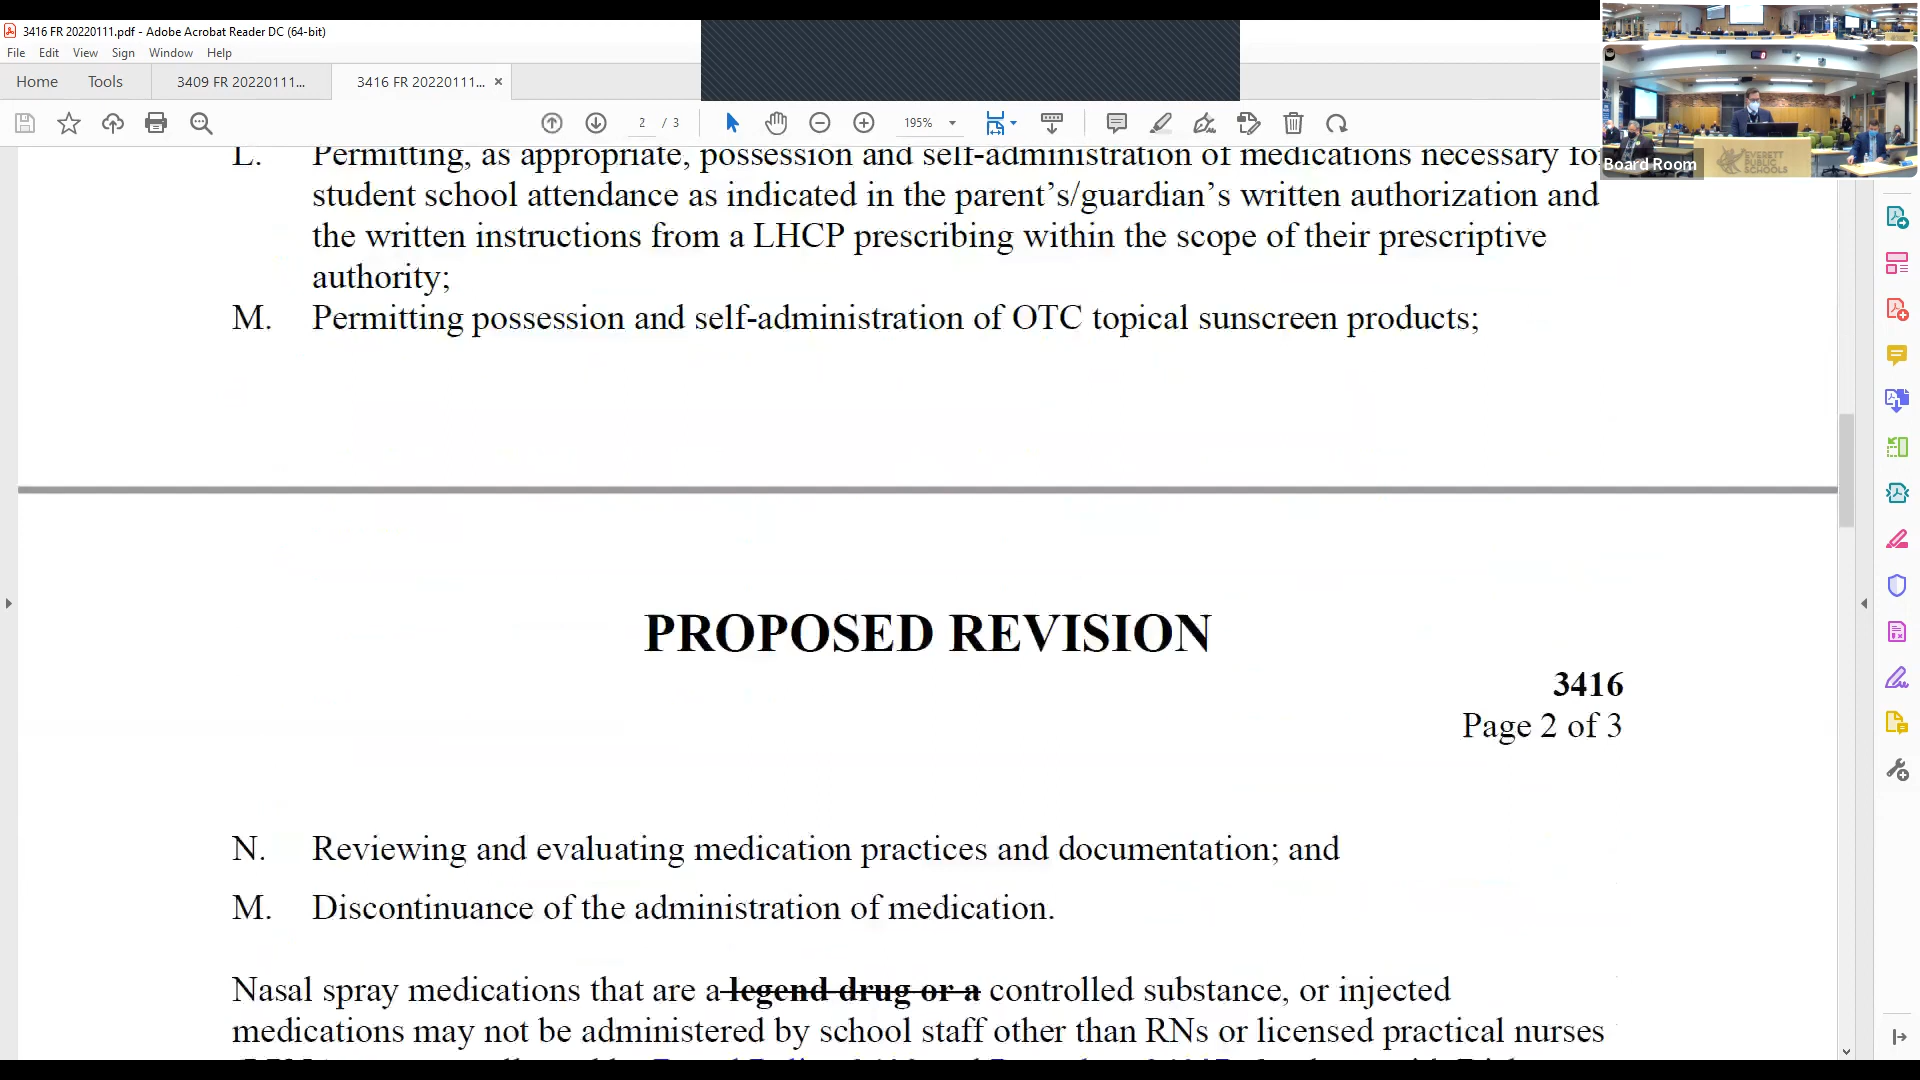 3416 FR 20220111.pdf - Adobe Acrobat Reader DC (64-bit)
File Edit View Sign Window Help
Home Tools 3409 FR 20220111... 3416 FR 20220111... ×
2 / 3 195%
Board Room
EVERETT
PUBLIC
SCHOOLS
L. Permitting, as appropriate, possession and self-administration of medications necessary fo
student school attendance as indicated in the parent’s/guardian’s written authorization and
the written instructions from a LHCP prescribing within the scope of their prescriptive
authority;
M. Permitting possession and self-administration of OTC topical sunscreen products;
PROPOSED REVISION
3416
Page 2 of 3
N. Reviewing and evaluating medication practices and documentation; and
M. Discontinuance of the administration of medication.
Nasal spray medications that are a legend drug or a controlled substance, or injected
medications may not be administered by school staff other than RNs or licensed practical nurses